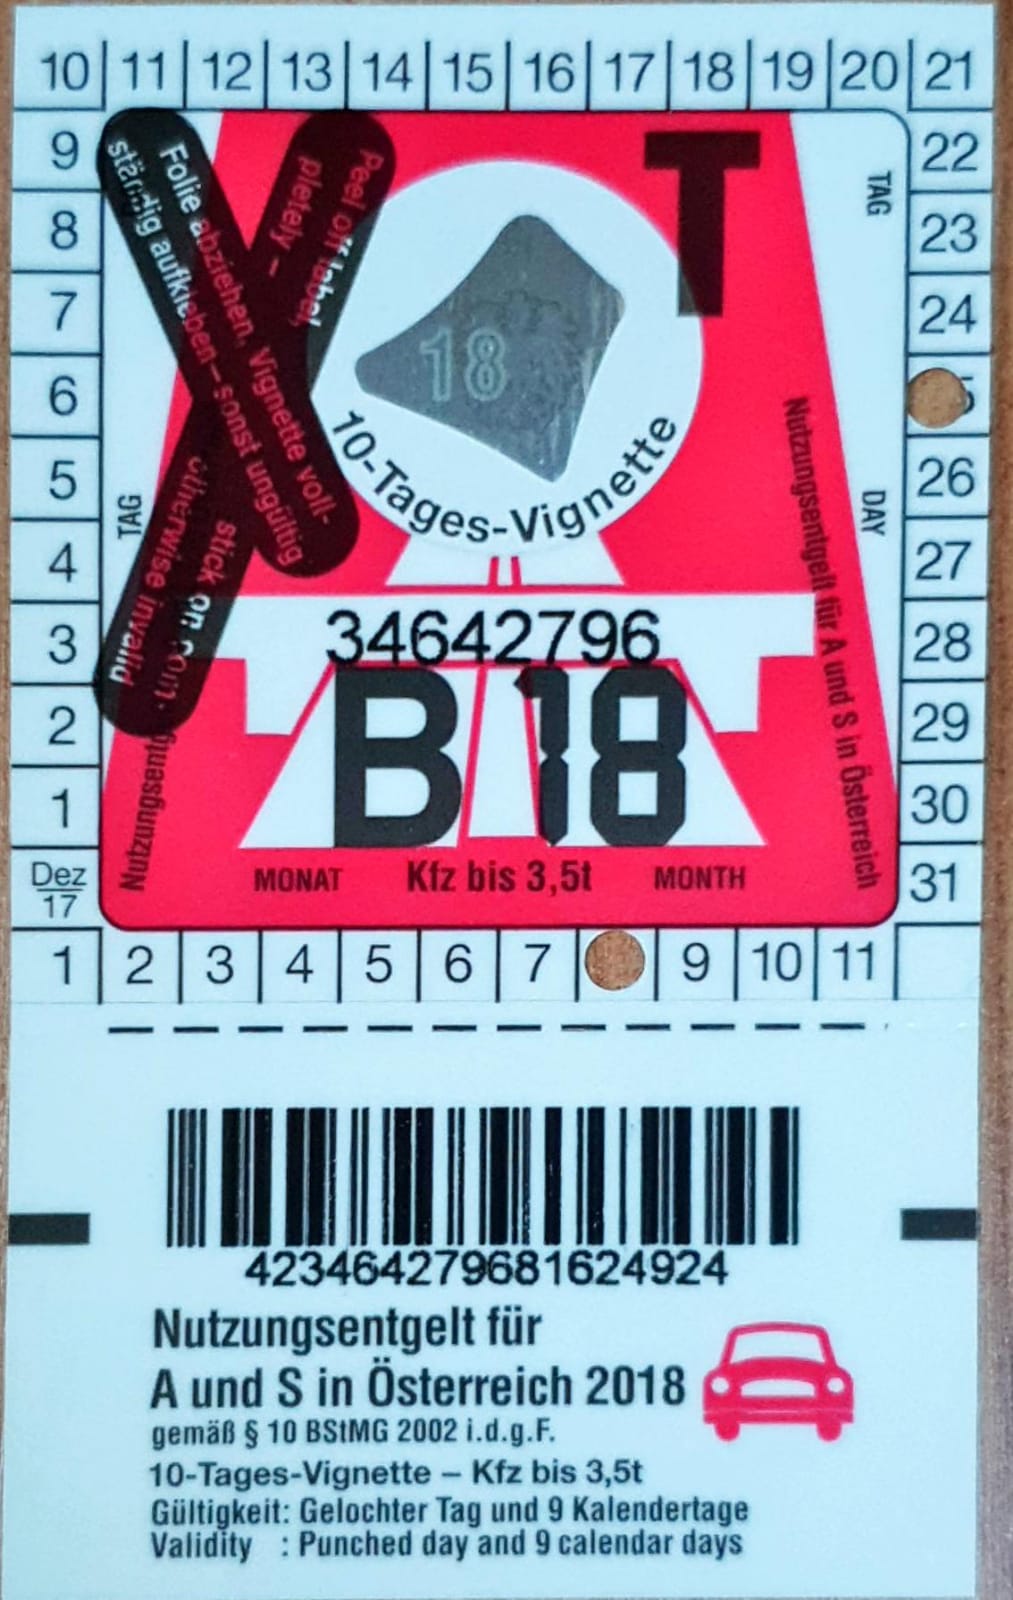 10 11 12 13 14 15 16 17 18 19 20 21
9 22
8 23
7 24
6
5 26
4 27
3 28
2 29
1 30
Dez
17
31
1 2 3 4 5 6 7 9 10 11
Folie abziehen, Vignette voll-
ständig aufkleben – sonst ungültig
Peel off label,
stick on com-
pletely –
otherwise invalid
T
TAG
TAG
DAY
18
10-Tages-Vignette
Nutzungsentgelt für A und S in Österreich
Nutzungsentg
34642796
B 18
MONAT Kfz bis 3,5t MONTH
423464279681624924
Nutzungsentgelt für
A und S in Österreich 2018
gemäß § 10 BStMG 2002 i.d.g.F.
10-Tages-Vignette – Kfz bis 3,5t
Gültigkeit: Gelochter Tag und 9 Kalendertage
Validity : Punched day and 9 calendar days